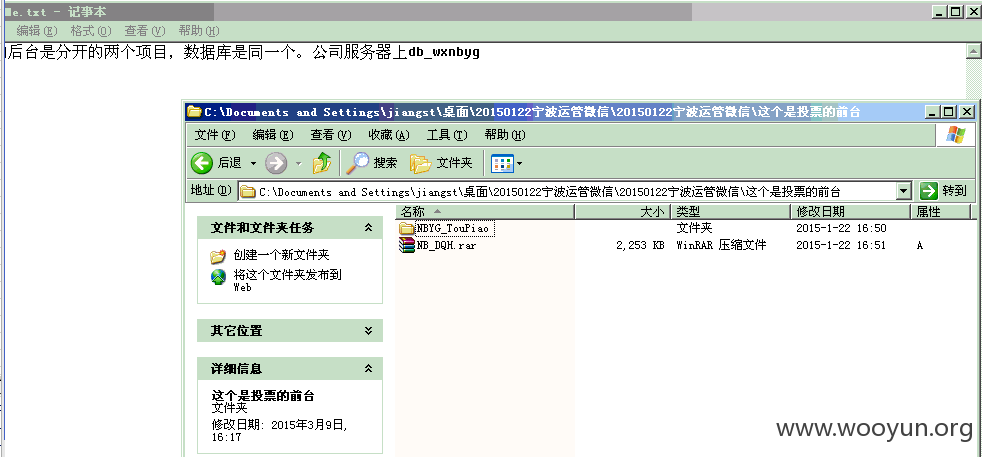 e.txt - 记事本
编辑(E) 格式(O) 查看(V) 帮助(H)
后台是分开的两个项目，数据库是同一个。公司服务器上db_wxnbyg
C:\Documents and Settings\jiangst\桌面\20150122宁波运管微信\20150122宁波运管微信\这个是投票的前台
文件(F) 编辑(E) 查看(V) 收藏(A) 工具(T) 帮助(H)
后退 搜索 文件夹
地址(D) C:\Documents and Settings\jiangst\桌面\20150122宁波运管微信\20150122宁波运管微信\这个是投票的前台 转到
名称 大小 类型 修改日期 属性
NBYG_TouPiao 文件夹 2015-1-22 16:50
NB_DQH.rar 2,253 KB WinRAR 压缩文件 2015-1-22 16:51 A
文件和文件夹任务
创建一个新文件夹
将这个文件夹发布到
Web
其它位置
详细信息
这个是投票的前台
文件夹
修改日期: 2015年3月9日,
16:17
www.wooyun.org